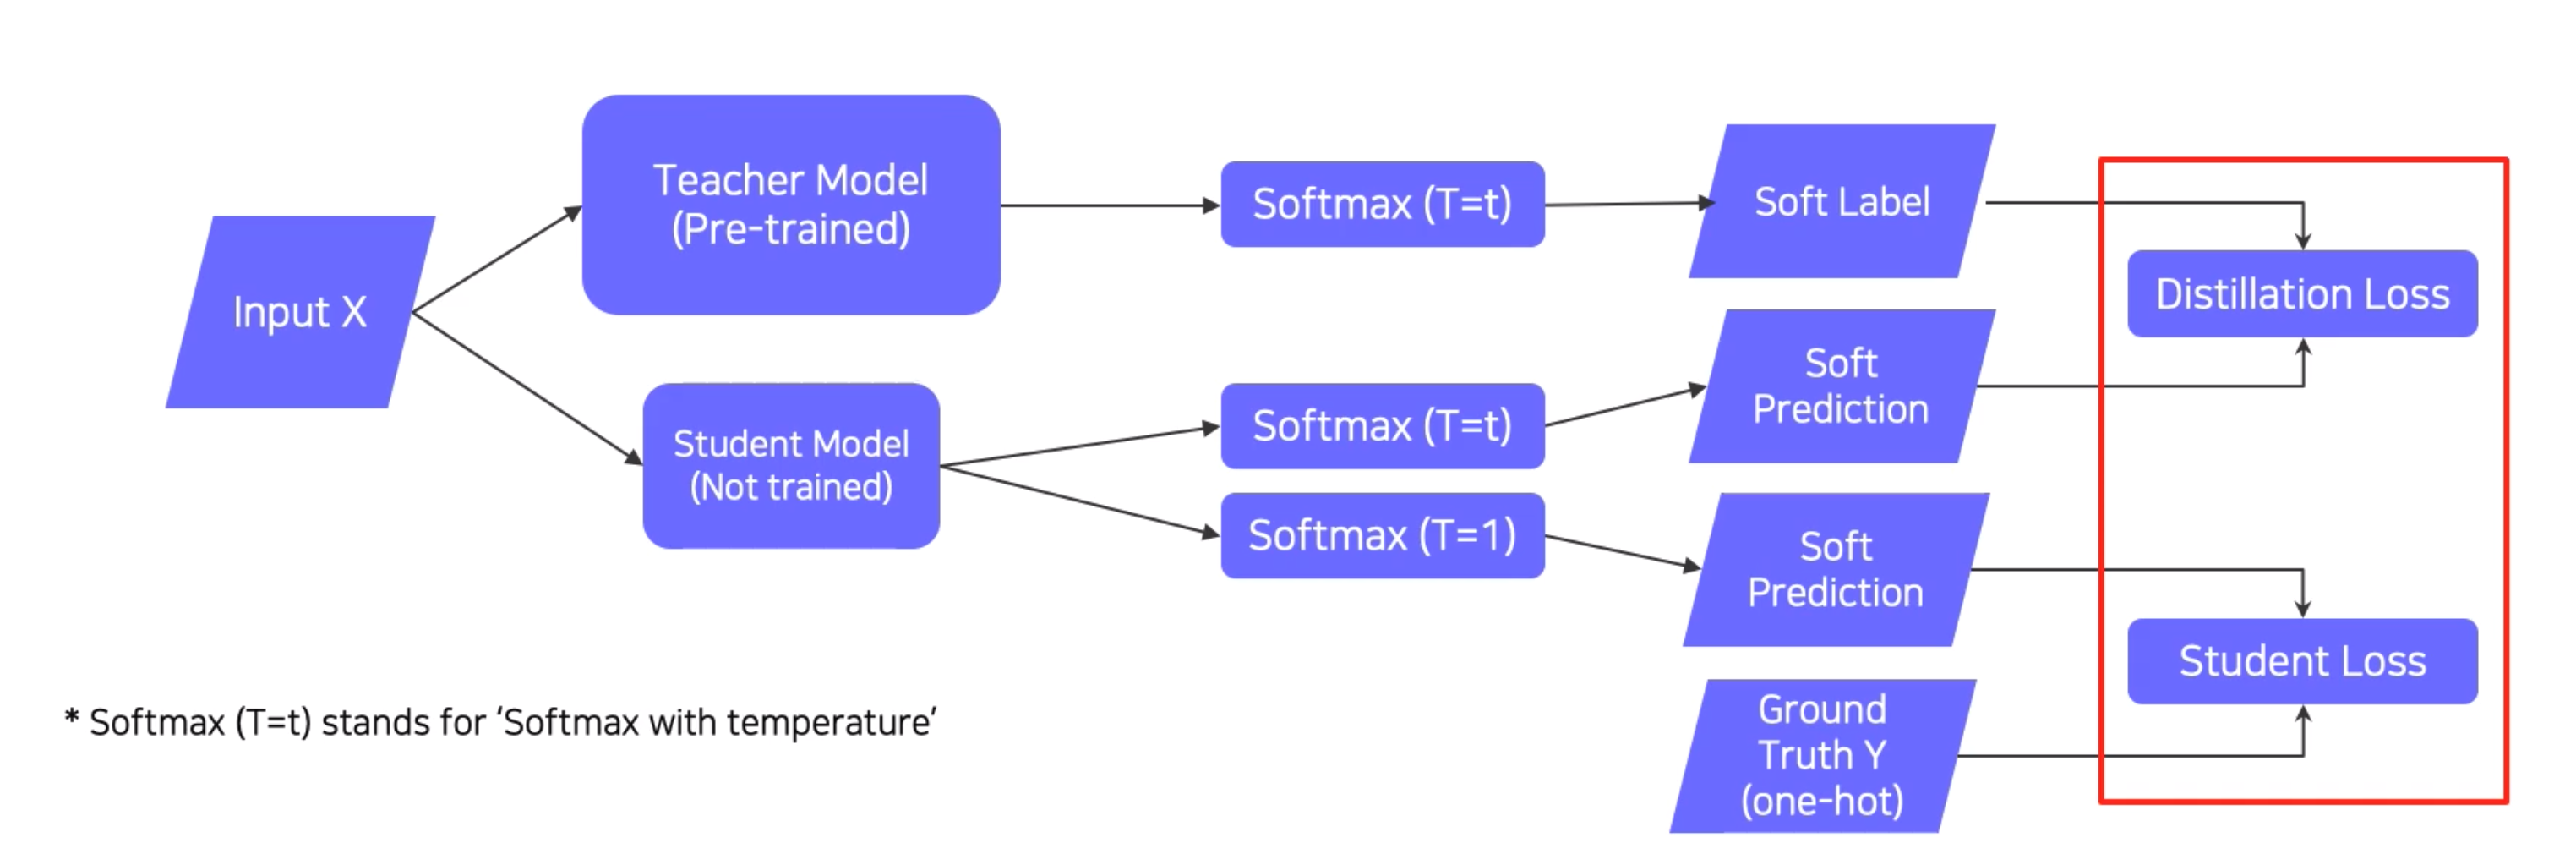 Input X
Teacher Model
(Pre-trained)
Student Model
(Not trained)
Softmax (T=t)
Softmax (T=t)
Softmax (T=1)
Soft Label
Soft
Prediction
Soft
Prediction
Ground
Truth Y
(one-hot)
Distillation Loss
Student Loss
* Softmax (T=t) stands for ‘Softmax with temperature’